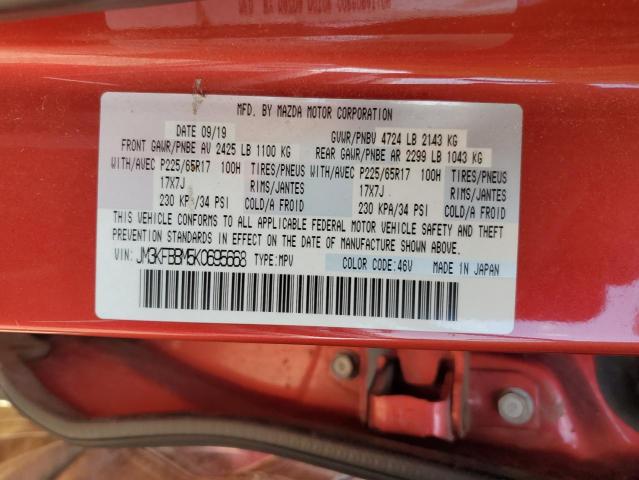 MFD. BY MAZDA MOTOR CORPORATION
DATE 09/19 GVWR/PNBV 4724 LB 2143 KG
FRONT GAWR/PNBE AV 2425 LB 1100 KG REAR GAWR/PNBE AR 2299 LB 1043 KG
WITH/AVEC P225/65R17 100H TIRES/PNEUS WITH/AVEC P225/65R17 100H TIRES/PNEUS
17X7J RIMS/JANTES 17X7J RIMS/JANTES
230 KPA/34 PSI COLD/A FROID 230 KPA/34 PSI COLD/A FROID
THIS VEHICLE CONFORMS TO ALL APPLICABLE FEDERAL MOTOR VEHICLE SAFETY AND THEFT
PREVENTION STANDARDS IN EFFECT ON THE DATE OF MANUFACTURE SHOWN ABOVE.
VIN: JM3KFBBM5K0695668 TYPE:MPV COLOR CODE:46V MADE IN JAPAN